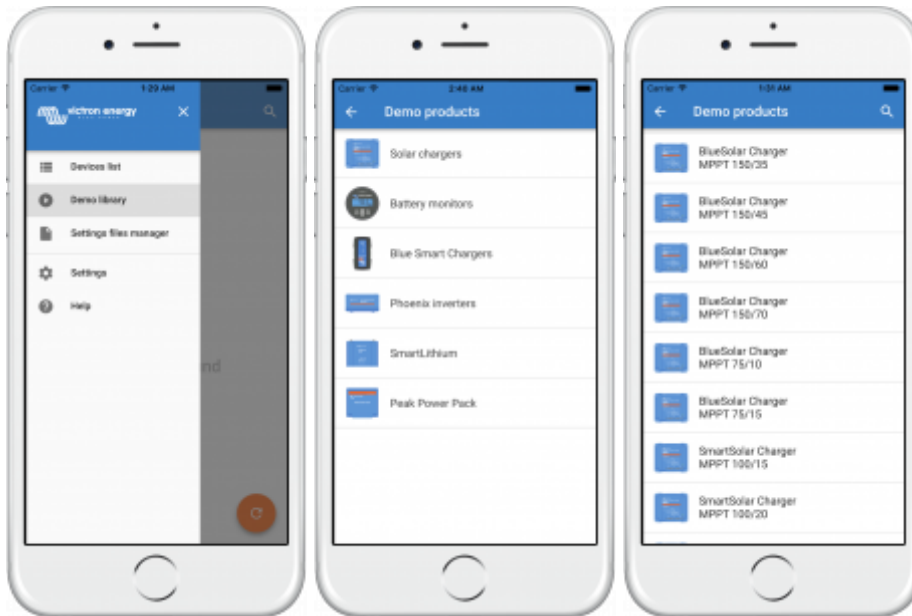 Carrier 1:29 AM
victron energy
Devices list
Demo library
Settings files manager
Settings
Help
nd
Carrier 2:40 AM
Demo products
Solar chargers
Battery monitors
Blue Smart Chargers
Phoenix inverters
SmartLithium
Peak Power Pack
Carrier 1:31 AM
Demo products
BlueSolar Charger
MPPT 150/35
BlueSolar Charger
MPPT 150/45
BlueSolar Charger
MPPT 150/60
BlueSolar Charger
MPPT 150/70
BlueSolar Charger
MPPT 75/10
BlueSolar Charger
MPPT 75/15
SmartSolar Charger
MPPT 100/15
SmartSolar Charger
MPPT 100/20